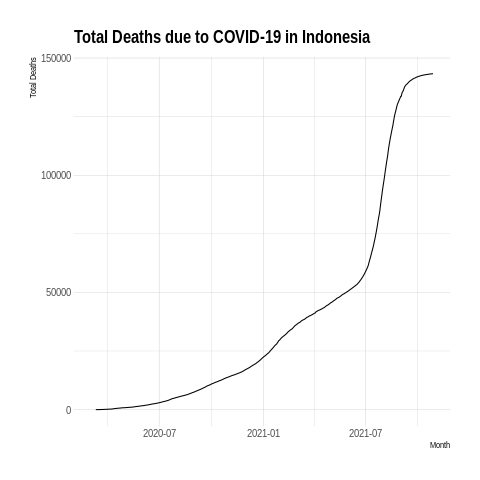 Total Deaths due to COVID-19 in Indonesia
Total Deaths
150000
100000
50000
0
2020-07 2021-01 2021-07
Month